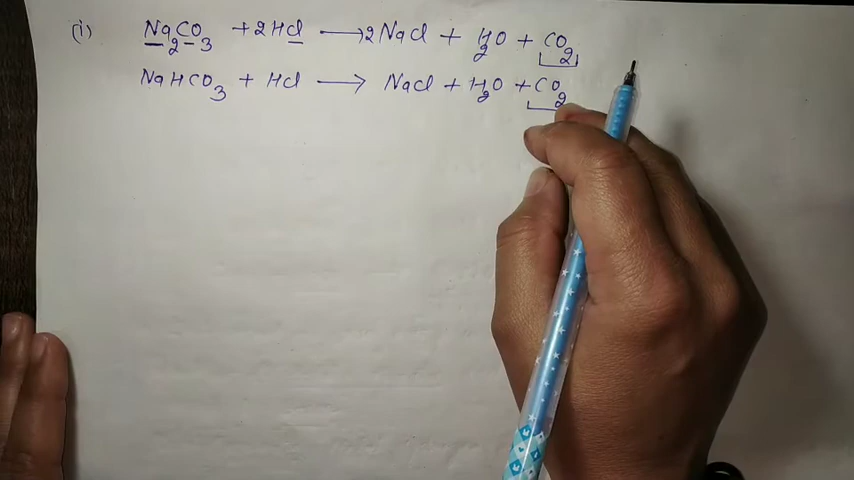 (i) Na₂CO₃ + 2HCl → 2NaCl + H₂O + CO₂
NaHCO₃ + HCl → NaCl + H₂O + CO₂